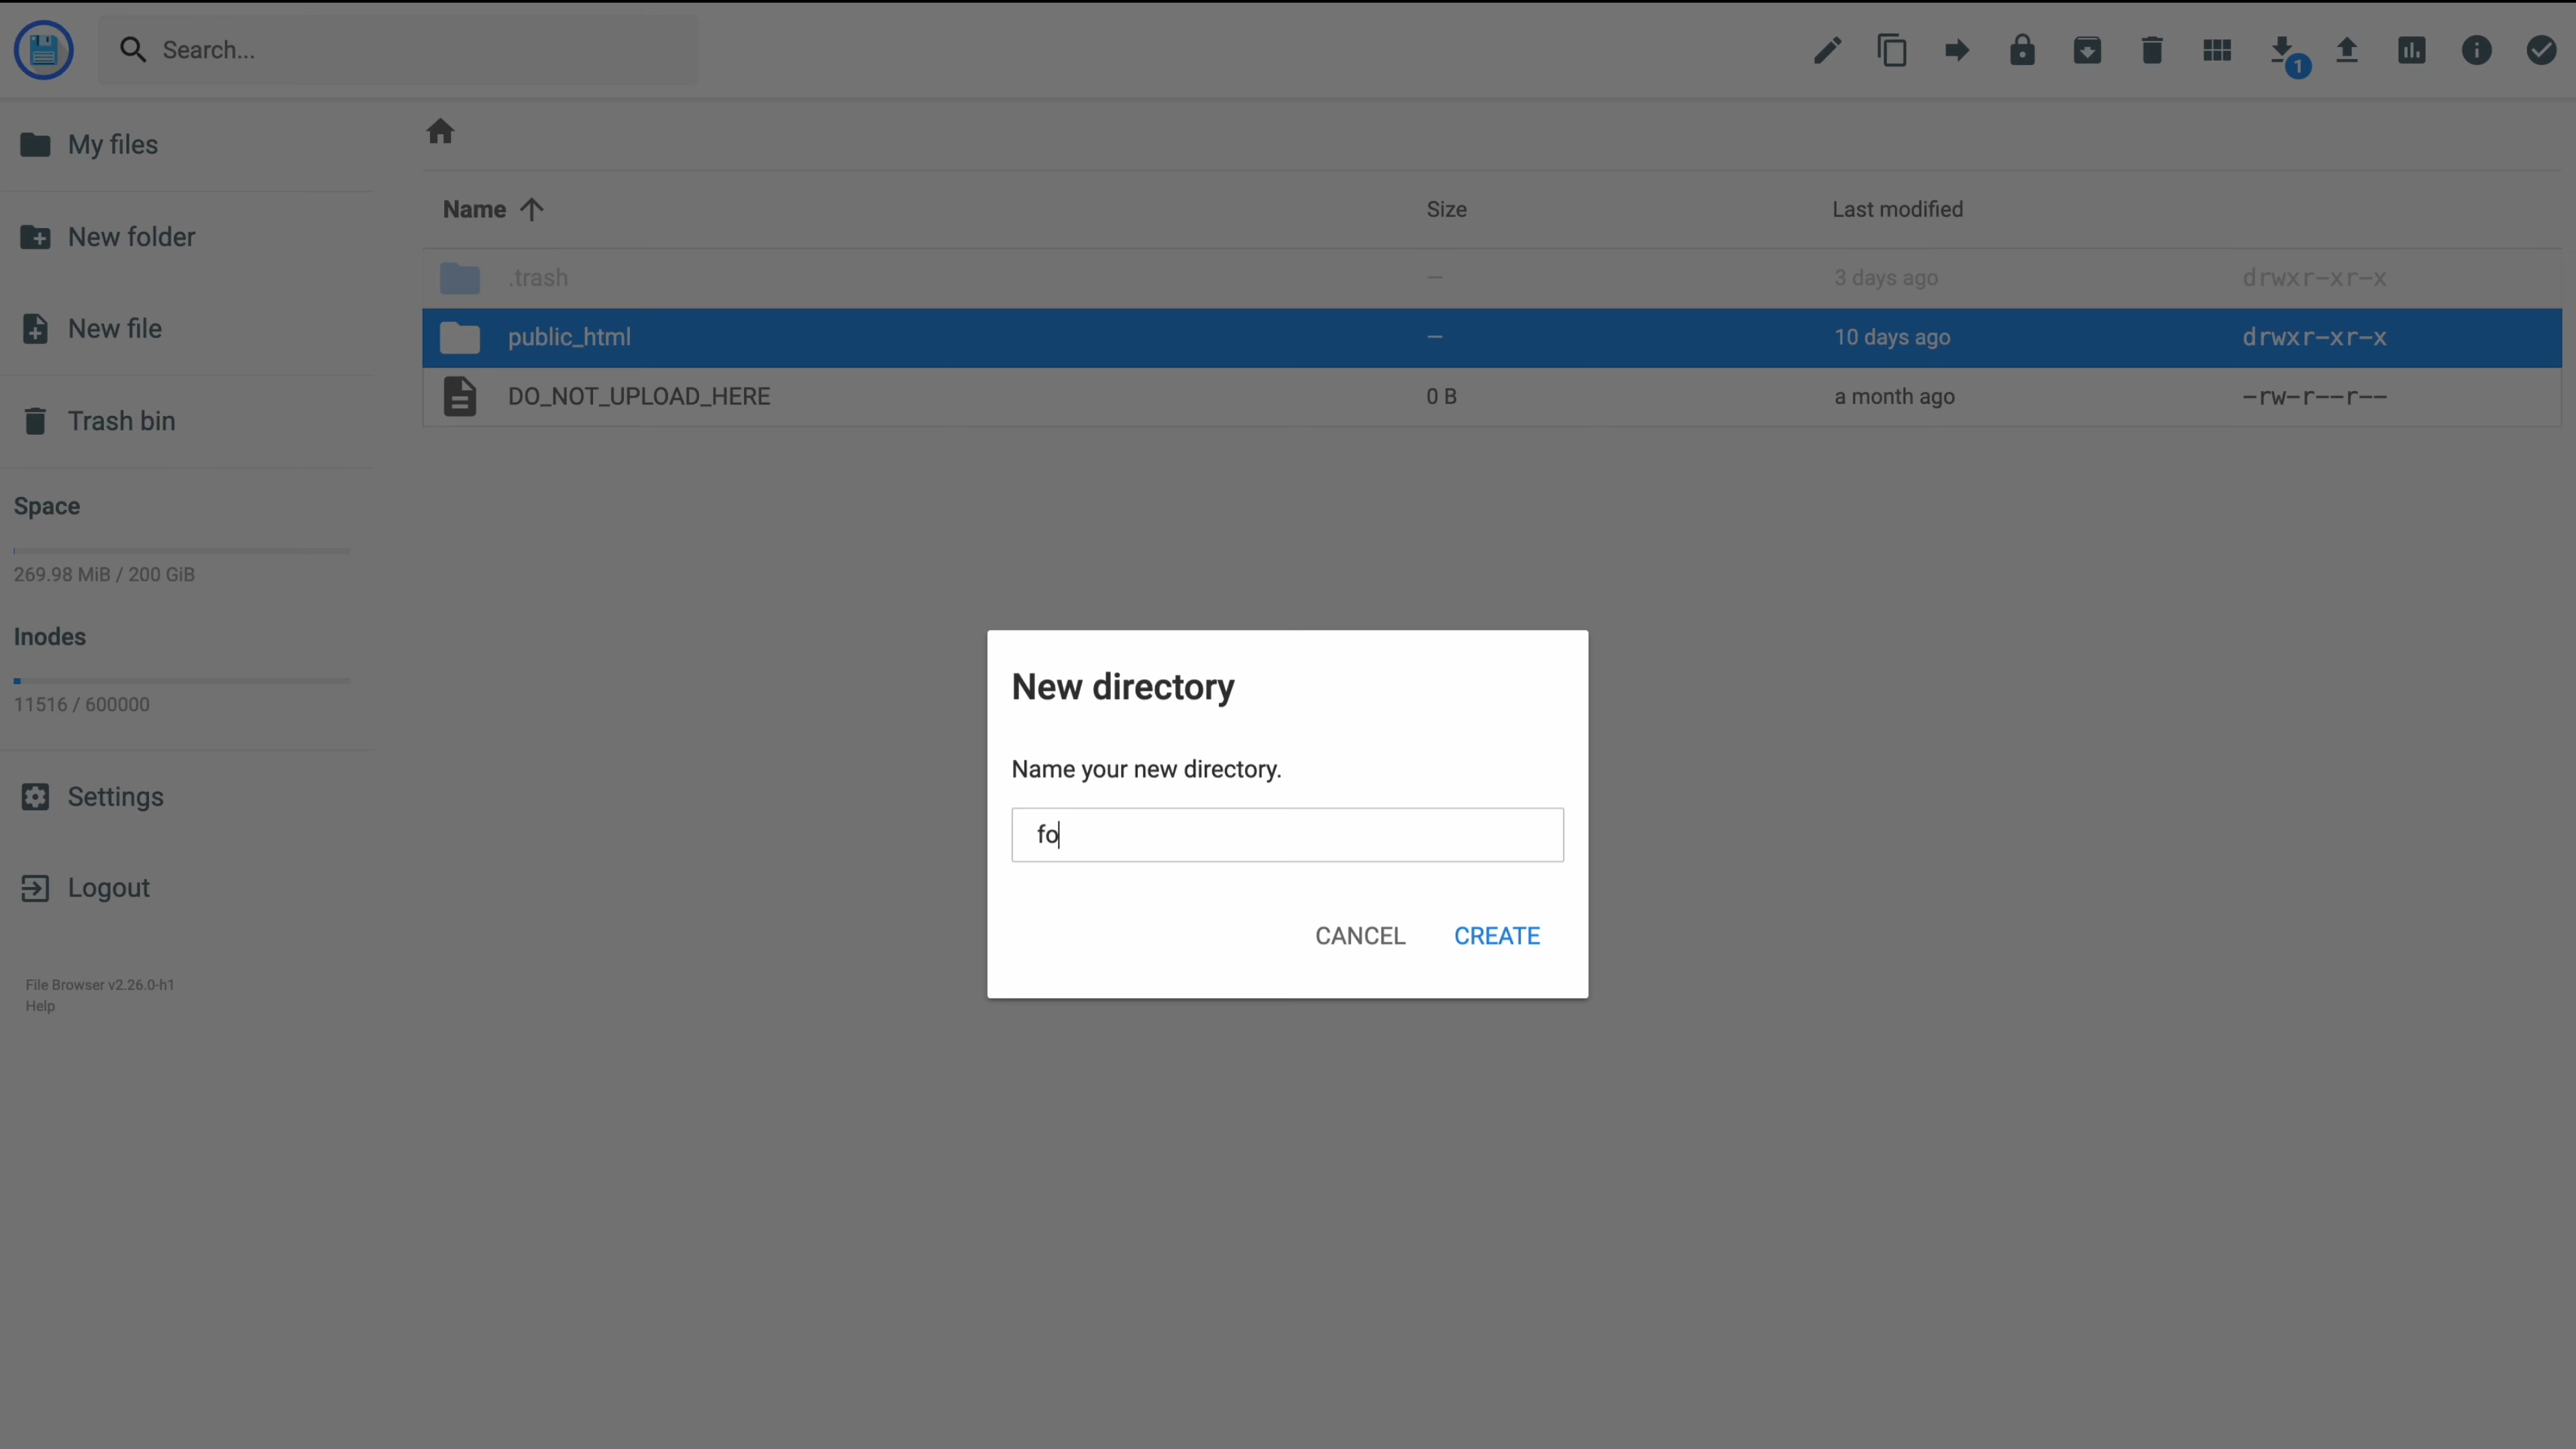 Search...
1
My files
New folder
New file
Trash bin
Space
269.98 MiB / 200 GiB
Inodes
11516 / 600000
Settings
Logout
File Browser v2.26.0-h1
Help
Name Size Last modified
.trash — 3 days ago drwxr-xr-x
public_html — 10 days ago drwxr-xr-x
DO_NOT_UPLOAD_HERE 0 B a month ago -rw-r--r--
New directory
Name your new directory.
fo
CANCEL CREATE